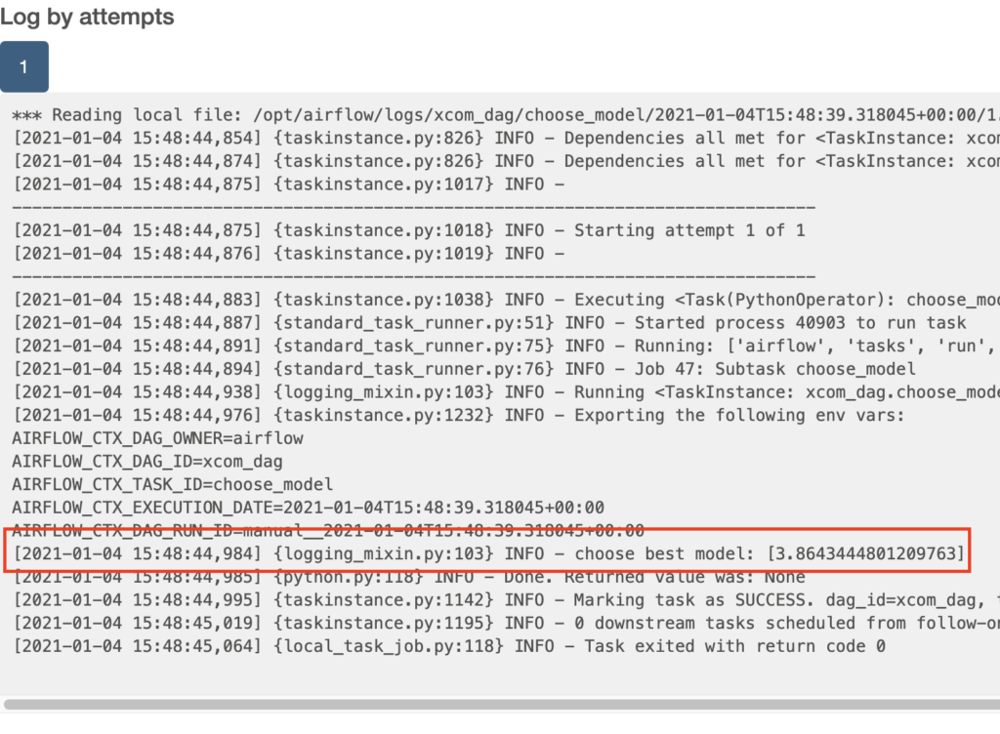 Log by attempts
1
*** Reading local file: /opt/airflow/logs/xcom_dag/choose_model/2021-01-04T15:48:39.318045+00:00/1.
[2021-01-04 15:48:44,854] {taskinstance.py:826} INFO - Dependencies all met for <TaskInstance: xcom
[2021-01-04 15:48:44,874] {taskinstance.py:826} INFO - Dependencies all met for <TaskInstance: xcom
[2021-01-04 15:48:44,875] {taskinstance.py:1017} INFO -
--------------------------------------------------------------------------------
[2021-01-04 15:48:44,875] {taskinstance.py:1018} INFO - Starting attempt 1 of 1
[2021-01-04 15:48:44,876] {taskinstance.py:1019} INFO -
--------------------------------------------------------------------------------
[2021-01-04 15:48:44,883] {taskinstance.py:1038} INFO - Executing <Task(PythonOperator): choose_mod
[2021-01-04 15:48:44,887] {standard_task_runner.py:51} INFO - Started process 40903 to run task
[2021-01-04 15:48:44,891] {standard_task_runner.py:75} INFO - Running: ['airflow', 'tasks', 'run',
[2021-01-04 15:48:44,894] {standard_task_runner.py:76} INFO - Job 47: Subtask choose_model
[2021-01-04 15:48:44,938] {logging_mixin.py:103} INFO - Running <TaskInstance: xcom_dag.choose_mode
[2021-01-04 15:48:44,976] {taskinstance.py:1232} INFO - Exporting the following env vars:
AIRFLOW_CTX_DAG_OWNER=airflow
AIRFLOW_CTX_DAG_ID=xcom_dag
AIRFLOW_CTX_TASK_ID=choose_model
AIRFLOW_CTX_EXECUTION_DATE=2021-01-04T15:48:39.318045+00:00
AIRFLOW_CTX_DAG_RUN_ID=manual__2021-01-04T15:48:39.318045+00:00
[2021-01-04 15:48:44,984] {logging_mixin.py:103} INFO - choose best model: [3.8643444801209763]
[2021-01-04 15:48:44,985] {python.py:118} INFO - Done. Returned value was: None
[2021-01-04 15:48:44,995] {taskinstance.py:1142} INFO - Marking task as SUCCESS. dag_id=xcom_dag, t
[2021-01-04 15:48:45,019] {taskinstance.py:1195} INFO - 0 downstream tasks scheduled from follow-on
[2021-01-04 15:48:45,064] {local_task_job.py:118} INFO - Task exited with return code 0